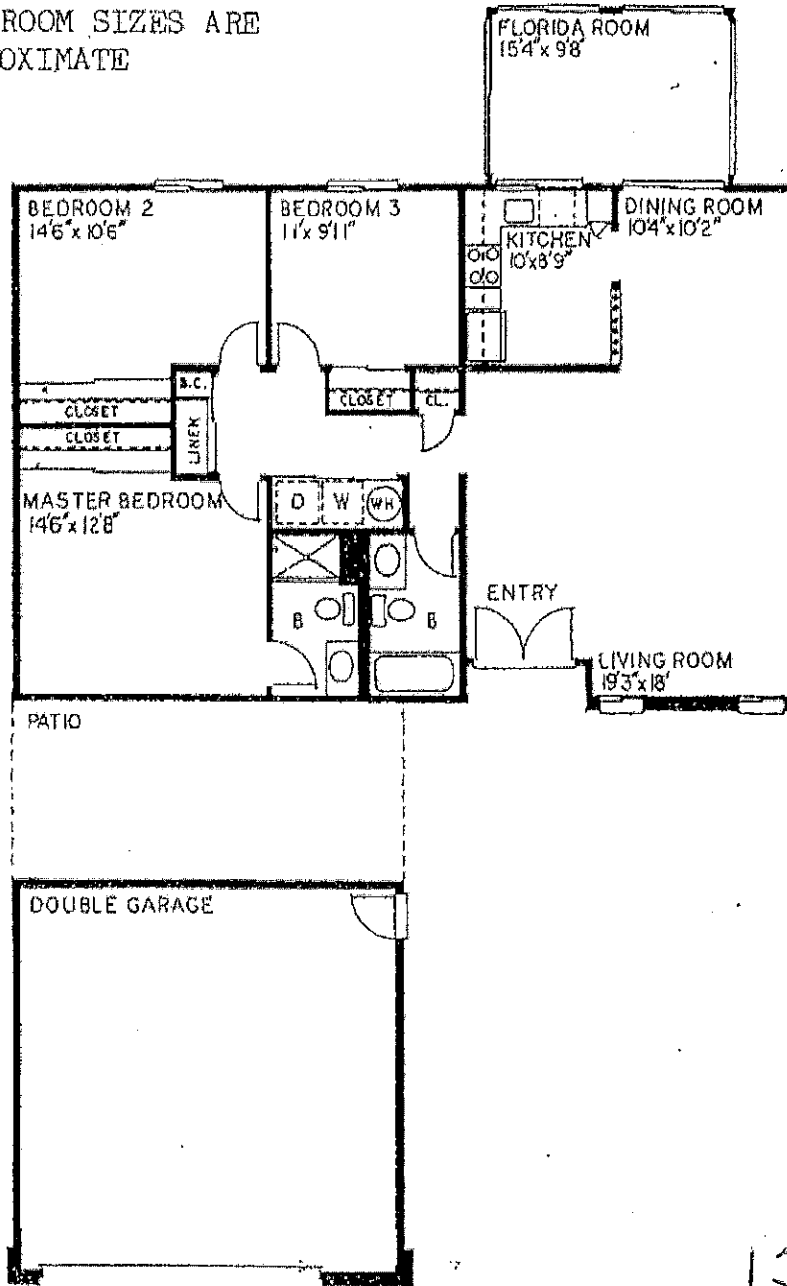 ROOM SIZES ARE
OXIMATE
FLORIDA ROOM
15'4" x 9'8"
BEDROOM 2
14'6" x 10'6"
BEDROOM 3
11' x 9'11"
KITCHEN
10'x8'9"
DINING ROOM
10'4" x 10'2"
B.C.
CLOSET
CLOSET
LINEN
CLOSET
CL.
MASTER BEDROOM
14'6" x 12'8"
D
W
WH
B
B
ENTRY
LIVING ROOM
19'3" x 18'
PATIO
DOUBLE GARAGE